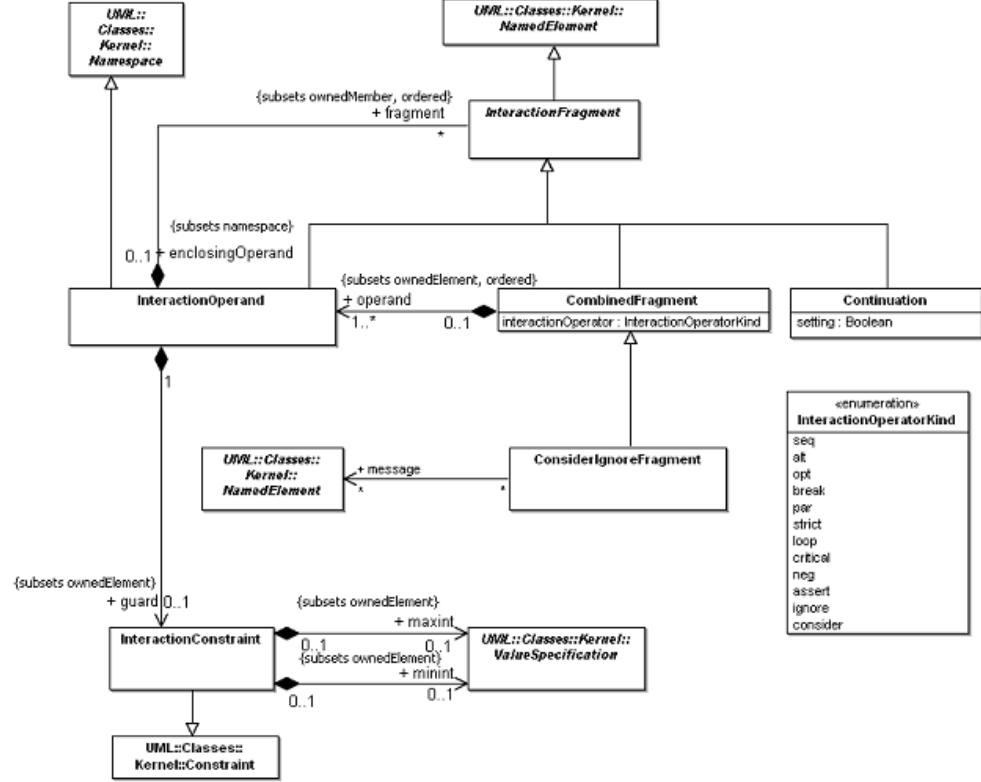 UML::
Classes::
Kernel::
Namespace
UML::Classes::Kernel::
NamedElement
{subsets ownedMember, ordered}
+ fragment
*
InteractionFragment
{subsets namespace}
0..1
+ enclosingOperand
InteractionOperand
{subsets ownedElement, ordered}
+ operand
1..*
0..1
CombinedFragment
interactionOperator : InteractionOperatorKind
Continuation
setting : Boolean
1
«enumeration»
InteractionOperatorKind
seq
alt
opt
break
par
strict
loop
critical
neg
assert
ignore
consider
UML::Classes::
Kernel::
NamedElement
+ message
*
*
ConsiderIgnoreFragment
{subsets ownedElement}
+ guard
0..1
InteractionConstraint
{subsets ownedElement}
+ maxint
0..1
0..1
{subsets ownedElement}
+ minint
0..1
0..1
UML::Classes::Kernel::
ValueSpecification
UML::Classes::
Kernel::Constraint